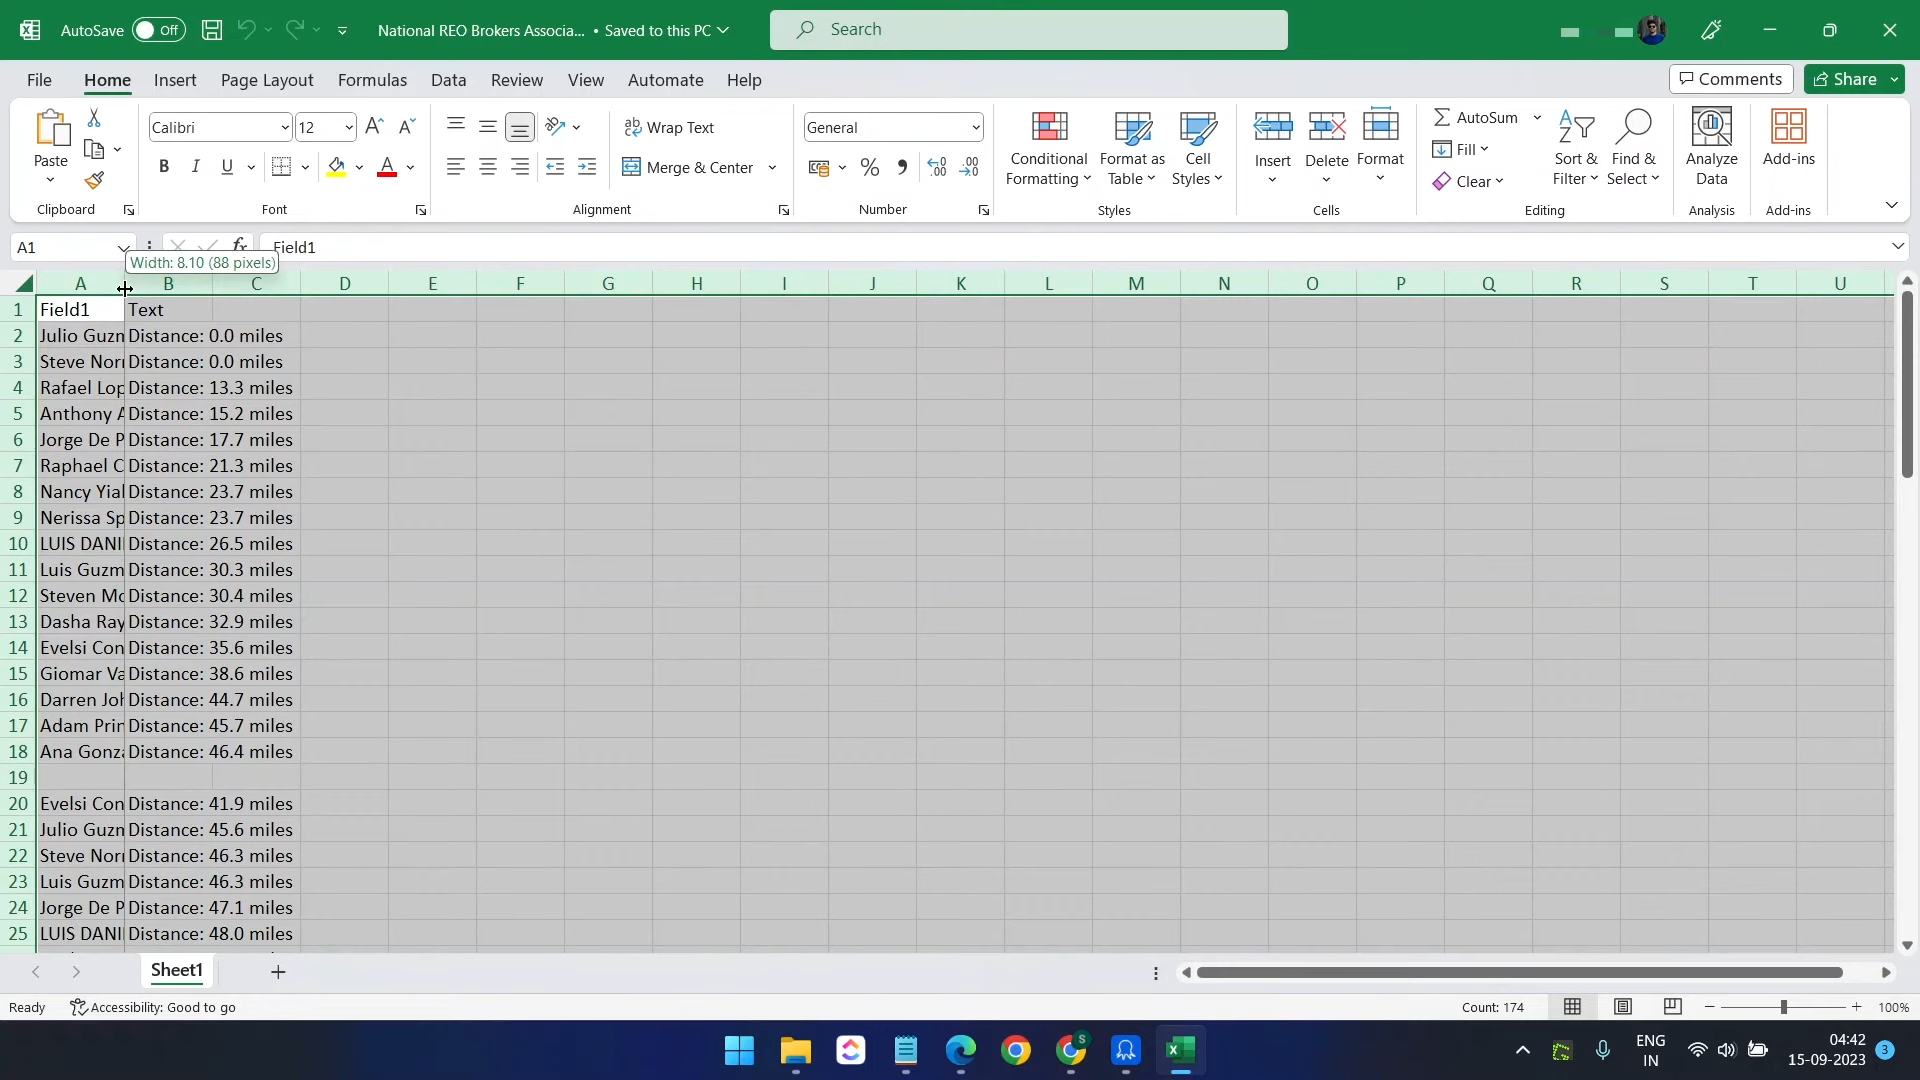 AutoSave Off National REO Brokers Associa... • Saved to this PC Search
File Home Insert Page Layout Formulas Data Review View Automate Help Comments Share
Paste
Clipboard
Calibri 12
B I U A
Font
Wrap Text
Merge & Center
Alignment
General
% , .00
Number
Conditional Formatting
Format as Table
Cell Styles
Styles
Insert
Delete
Format
Cells
AutoSum
Fill
Clear
Sort & Filter
Find & Select
Editing
Analyze Data
Analysis
Add-ins
Add-ins
A1 fx Field1
Width: 8.10 (88 pixels)
A B C D E F G H I J K L M N O P Q R S T U
1 Field1 Text
2 Julio Guzm Distance: 0.0 miles
3 Steve Norr Distance: 0.0 miles
4 Rafael Lop Distance: 13.3 miles
5 Anthony A Distance: 15.2 miles
6 Jorge De P Distance: 17.7 miles
7 Raphael C Distance: 21.3 miles
8 Nancy Yial Distance: 23.7 miles
9 Nerissa Sp Distance: 23.7 miles
10 LUIS DANI Distance: 26.5 miles
11 Luis Guzm Distance: 30.3 miles
12 Steven Mc Distance: 30.4 miles
13 Dasha Ray Distance: 32.9 miles
14 Evelsi Con Distance: 35.6 miles
15 Giomar Va Distance: 38.6 miles
16 Darren Joh Distance: 44.7 miles
17 Adam Prin Distance: 45.7 miles
18 Ana Gonza Distance: 46.4 miles
19
20 Evelsi Con Distance: 41.9 miles
21 Julio Guzm Distance: 45.6 miles
22 Steve Norr Distance: 46.3 miles
23 Luis Guzm Distance: 46.3 miles
24 Jorge De P Distance: 47.1 miles
25 LUIS DANI Distance: 48.0 miles
Sheet1
Ready Accessibility: Good to go Count: 174 100%
ENG 04:42
IN 15-09-2023 3